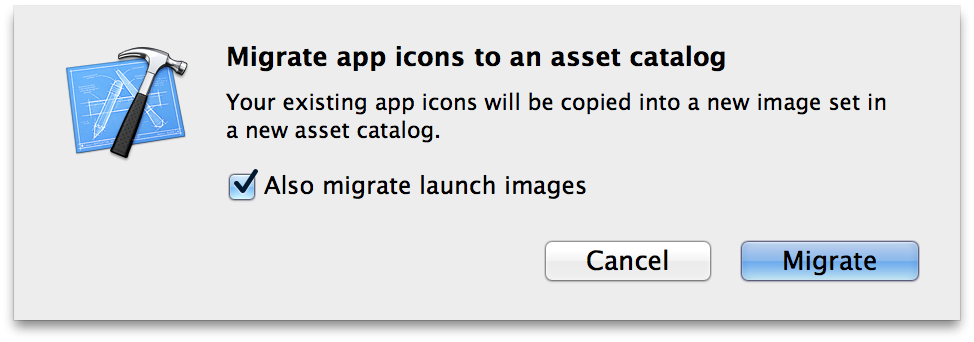 Migrate app icons to an asset catalog
Your existing app icons will be copied into a new image set in
a new asset catalog.
Also migrate launch images
Cancel
Migrate